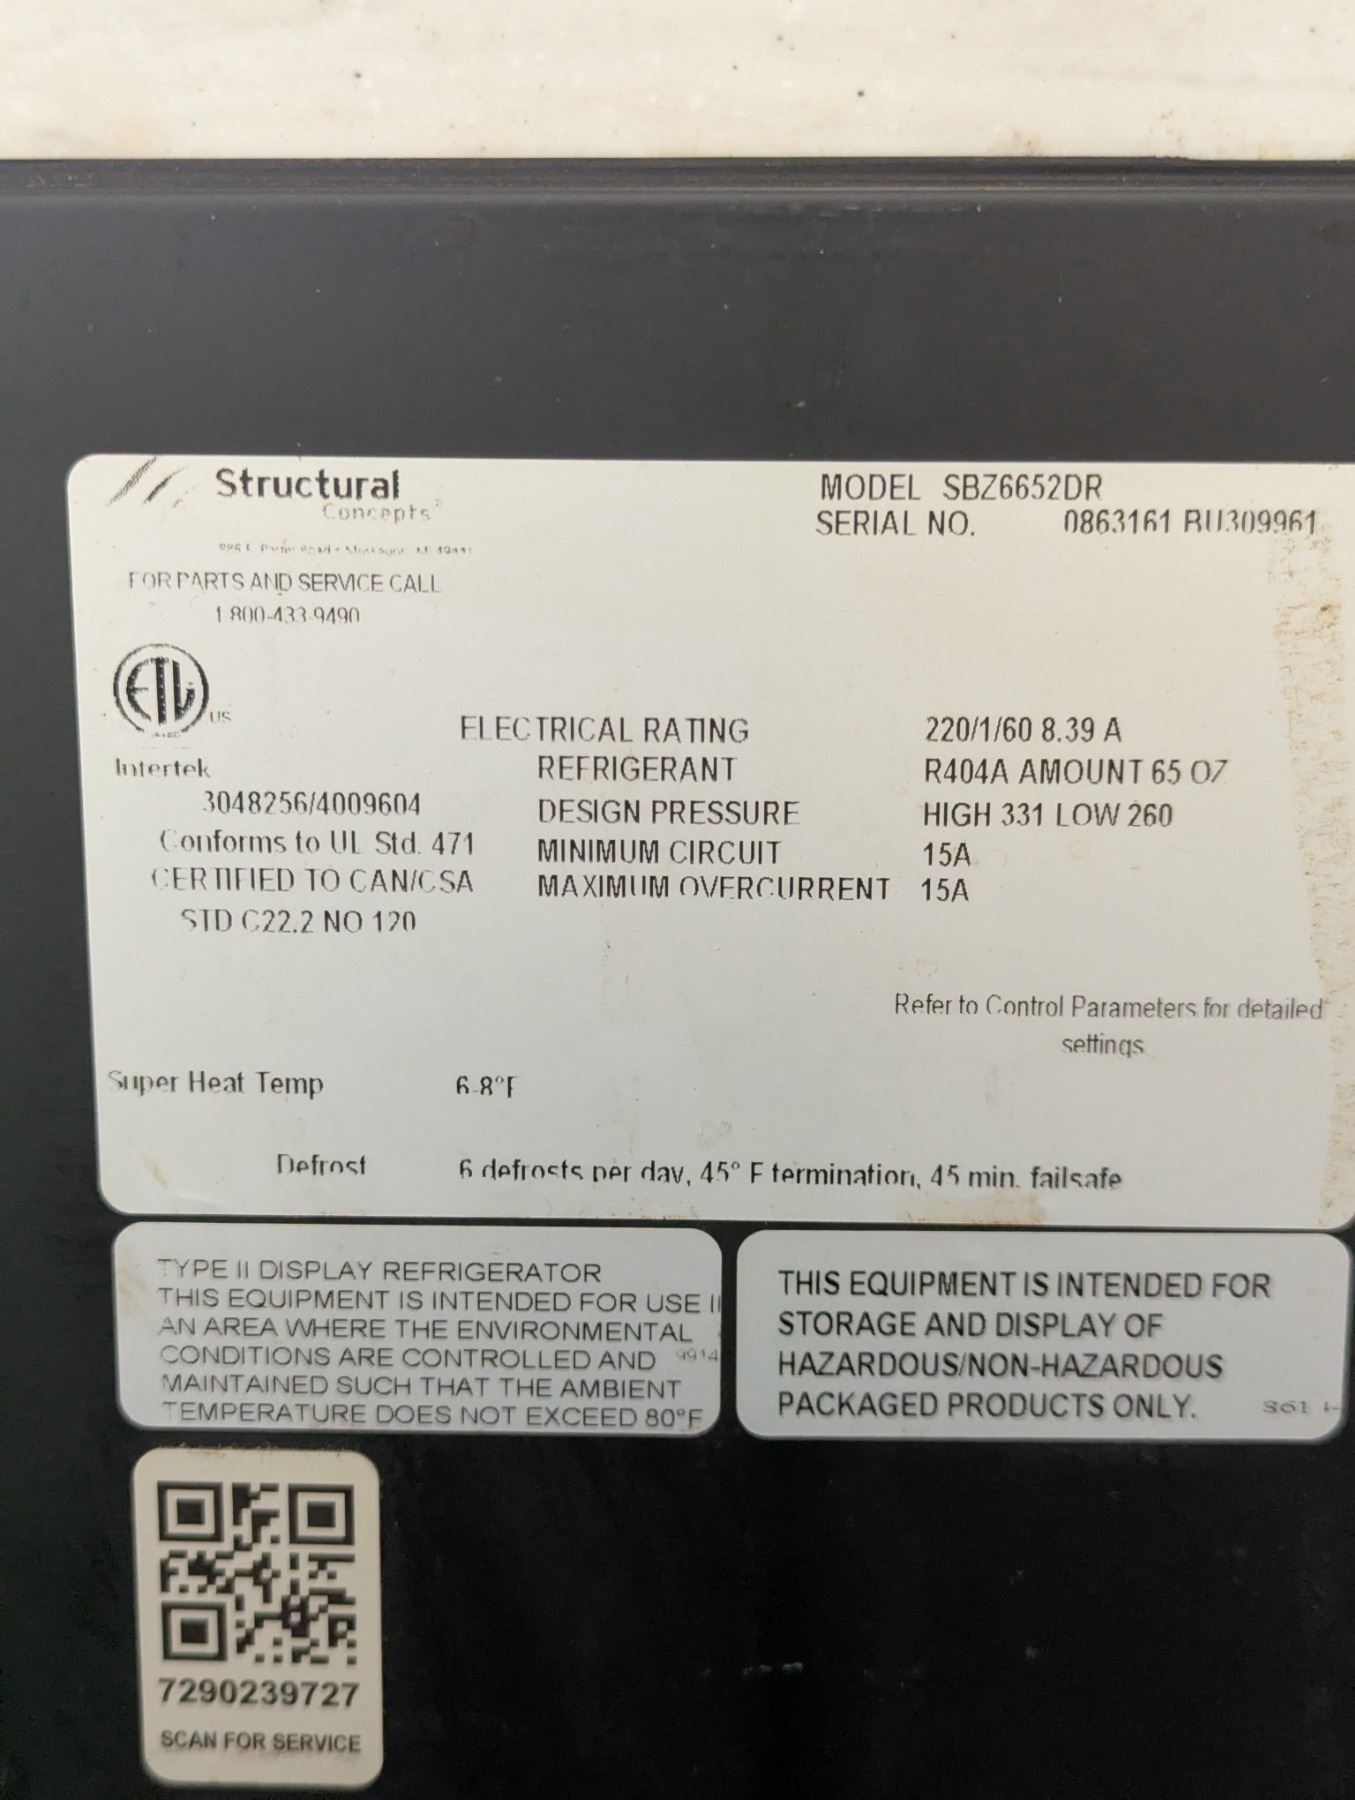 Structural
Concepts
MODEL SBZ6652DR
SERIAL NO. 0863161 BU309961
FOR PARTS AND SERVICE CALL
1 800-433-9490
ETL
US
Intertek
3048256/4009604
Conforms to UL Std. 471
CERTIFIED TO CAN/CSA
STD C22.2 NO 120
ELECTRICAL RATING 220/1/60 8.39 A
REFRIGERANT R404A AMOUNT 65 OZ
DESIGN PRESSURE HIGH 331 LOW 260
MINIMUM CIRCUIT 15A
MAXIMUM OVERCURRENT 15A
Refer to Control Parameters for detailed
settings
Super Heat Temp 6-8°F
Defrost 6 defrosts per day, 45° F termination, 45 min. failsafe
TYPE II DISPLAY REFRIGERATOR
THIS EQUIPMENT IS INTENDED FOR USE
AN AREA WHERE THE ENVIRONMENTAL
CONDITIONS ARE CONTROLLED AND 9914
MAINTAINED SUCH THAT THE AMBIENT
TEMPERATURE DOES NOT EXCEED 80°F
THIS EQUIPMENT IS INTENDED FOR
STORAGE AND DISPLAY OF
HAZARDOUS/NON-HAZARDOUS
PACKAGED PRODUCTS ONLY.
7290239727
SCAN FOR SERVICE